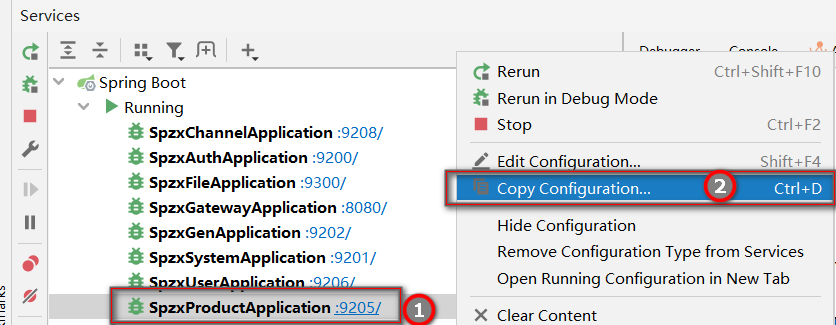 Services
Spring Boot
Running
SpzxChannelApplication :9208/
SpzxAuthApplication :9200/
SpzxFileApplication :9300/
SpzxGatewayApplication :8080/
SpzxGenApplication :9202/
SpzxSystemApplication :9201/
SpzxUserApplication :9206/
SpzxProductApplication :9205/
1
Debugger Console
Rerun Ctrl+Shift+F10
Rerun in Debug Mode
Stop Ctrl+F2
Edit Configuration... Shift+F4
Copy Configuration... 2 Ctrl+D
Hide Configuration
Remove Configuration Type from Services
Open Running Configuration in New Tab
Clear Content